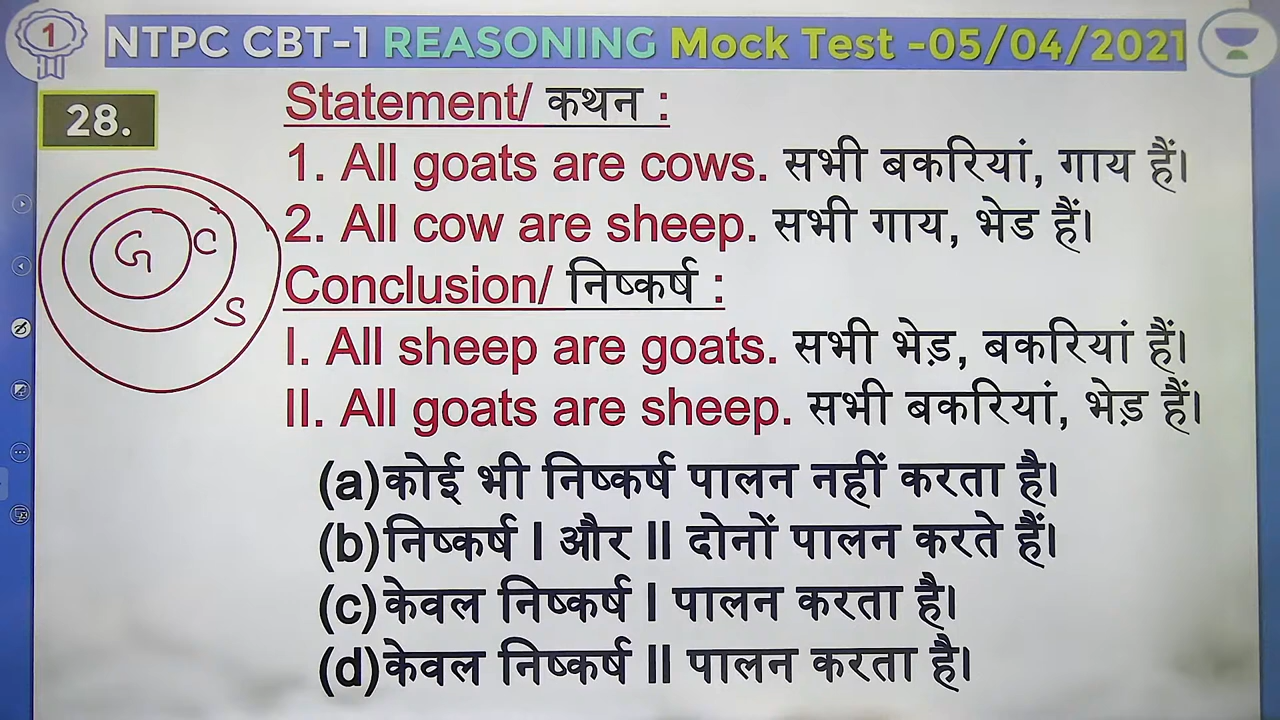 1
NTPC CBT-1 REASONING Mock Test -05/04/2021
28.
Statement/ कथन :
1. All goats are cows. सभी बकरियां, गाय हैं।
2. All cow are sheep. सभी गाय, भेड हैं।
Conclusion/ निष्कर्ष :
I. All sheep are goats. सभी भेड़, बकरियां हैं।
II. All goats are sheep. सभी बकरियां, भेड़ हैं।
(a)कोई भी निष्कर्ष पालन नहीं करता है।
(b)निष्कर्ष I और II दोनों पालन करते हैं।
(c)केवल निष्कर्ष I पालन करता है।
(d)केवल निष्कर्ष II पालन करता है।
G
C
S